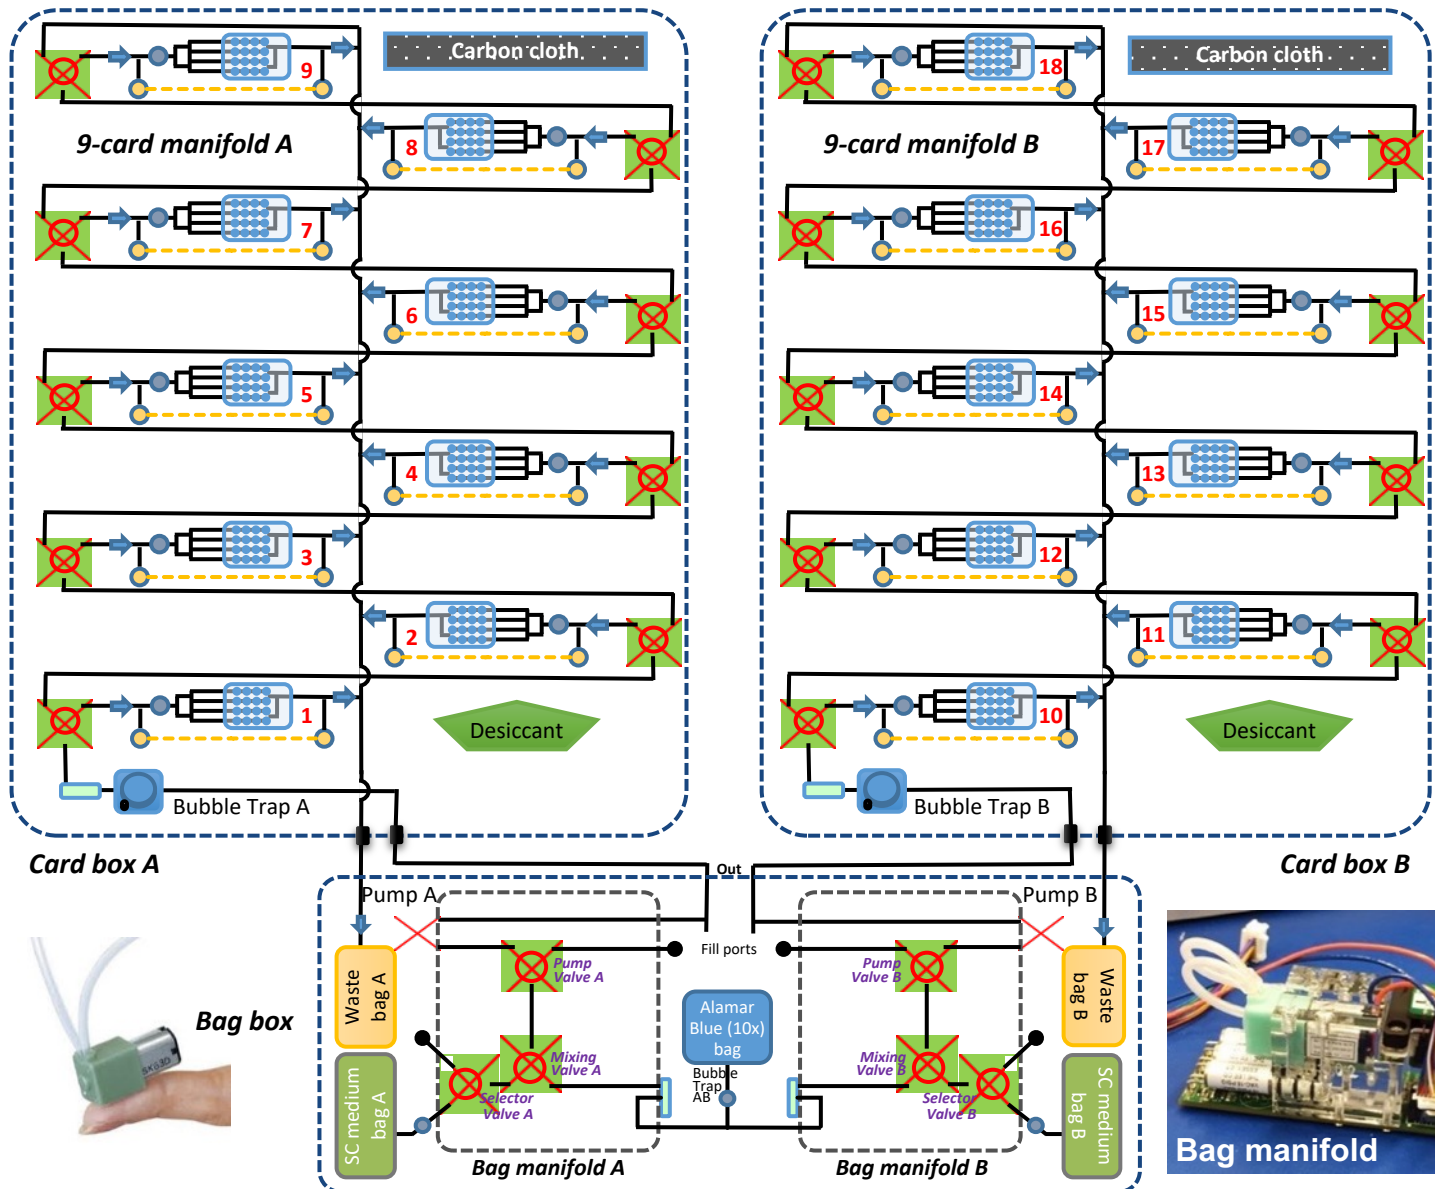 Carbon cloth
Carbon cloth
9
18
9-card manifold A
8
9-card manifold B
17
7
16
6
15
5
14
4
13
3
12
2
11
1
10
Desiccant
Desiccant
Bubble Trap A
Bubble Trap B
Card box A
Out
Card box B
Pump A
Pump B
Fill ports
Pump
Valve A
Pump
Valve B
Waste
bag A
Waste
bag B
Bag box
Alamar
Blue (10x)
bag
Mixing
Valve A
Mixing
Valve B
Bubble
Trap
AB
Selector
Valve A
Selector
Valve B
SC medium
bag A
SC medium
bag B
Bag manifold A
Bag manifold B
Bag manifold